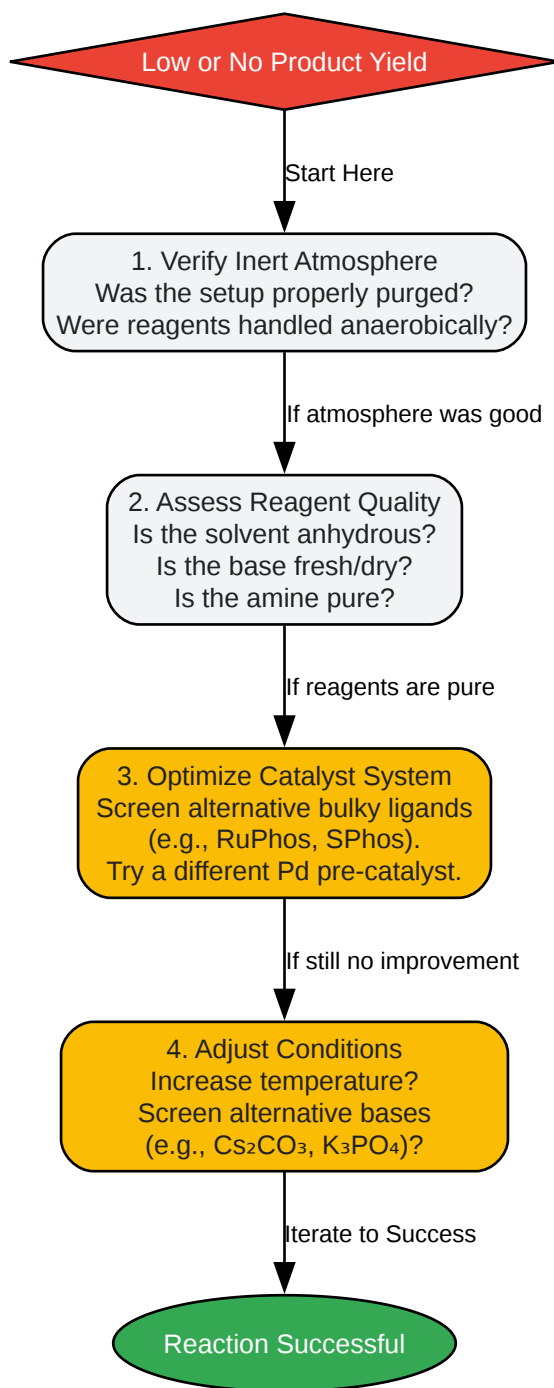 Low or No Product Yield
Start Here
1. Verify Inert Atmosphere
Was the setup properly purged?
Were reagents handled anaerobically?
If atmosphere was good
2. Assess Reagent Quality
Is the solvent anhydrous?
Is the base fresh/dry?
Is the amine pure?
If reagents are pure
3. Optimize Catalyst System
Screen alternative bulky ligands
(e.g., RuPhos, SPhos).
Try a different Pd pre-catalyst.
If still no improvement
4. Adjust Conditions
Increase temperature?
Screen alternative bases
(e.g., Cs₂CO₃, K₃PO₄)?
Iterate to Success
Reaction Successful